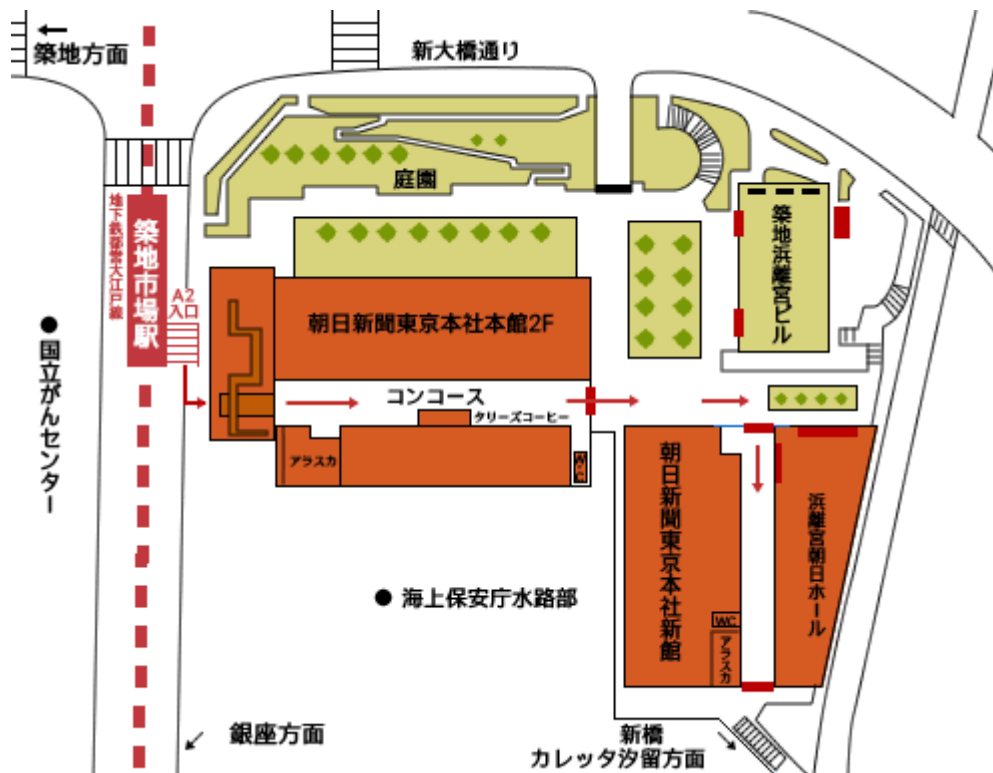 築地方面
新大橋通り
庭園
地下鉄都営大江戸線
築地市場駅
A2
入口
築地浜離宮ビル
朝日新聞東京本社本館2F
国立がんセンター
コンコース
タリーズコーヒー
アラスカ
W.C
朝日新聞東京本社新館
浜離宮朝日ホール
海上保安庁水路部
WC
アラスカ
銀座方面
新橋
カレッタ汐留方面